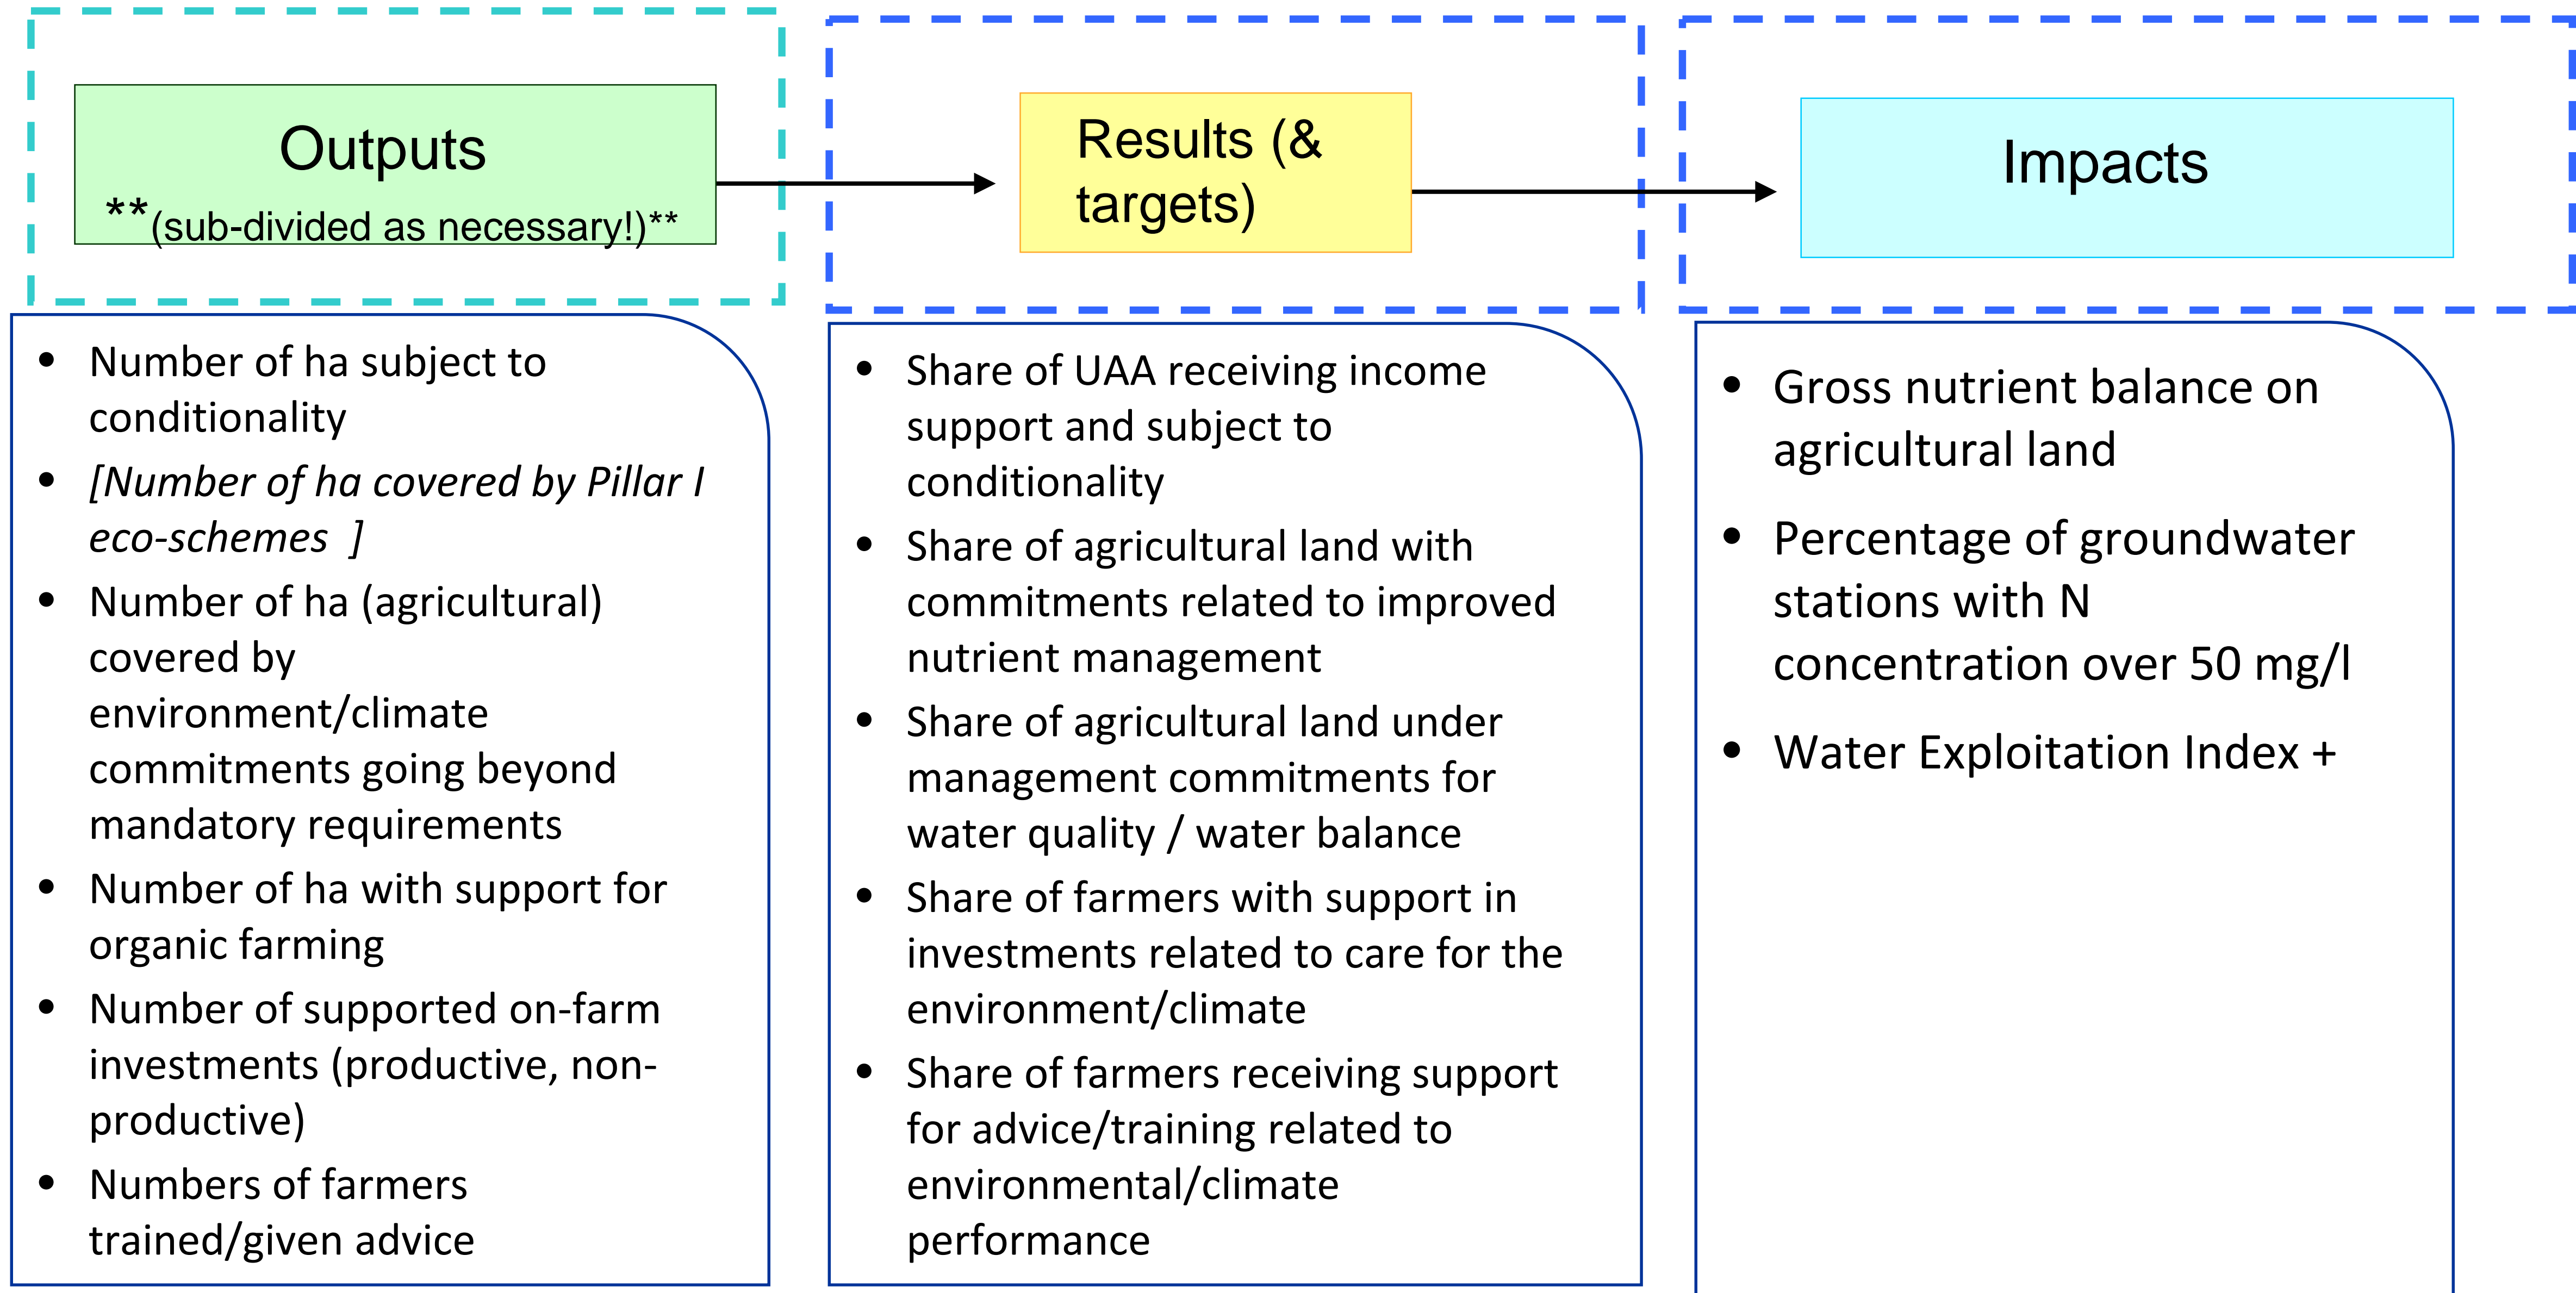 Outputs
**(sub-divided as necessary!)**
Results (&
targets)
Impacts
• Number of ha subject to
conditionality
• [Number of ha covered by Pillar I
eco-schemes ]
• Number of ha (agricultural)
covered by
environment/climate
commitments going beyond
mandatory requirements
• Number of ha with support for
organic farming
• Number of supported on-farm
investments (productive, non-
productive)
• Numbers of farmers
trained/given advice
• Share of UAA receiving income
support and subject to
conditionality
• Share of agricultural land with
commitments related to improved
nutrient management
• Share of agricultural land under
management commitments for
water quality / water balance
• Share of farmers with support in
investments related to care for the
environment/climate
• Share of farmers receiving support
for advice/training related to
environmental/climate
performance
• Gross nutrient balance on
agricultural land
• Percentage of groundwater
stations with N
concentration over 50 mg/l
• Water Exploitation Index +